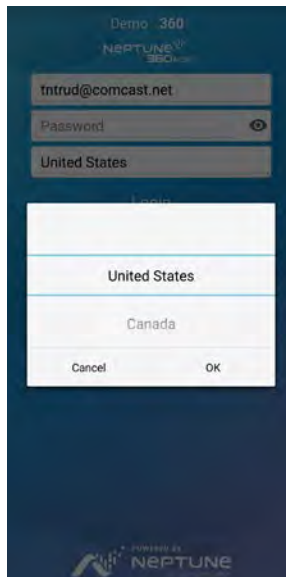 Demo 360
NEPTUNE
360
tntrud@comcast.net
Password
United States
Login
United States
Canada
Cancel OK
POWERED BY
NEPTUNE